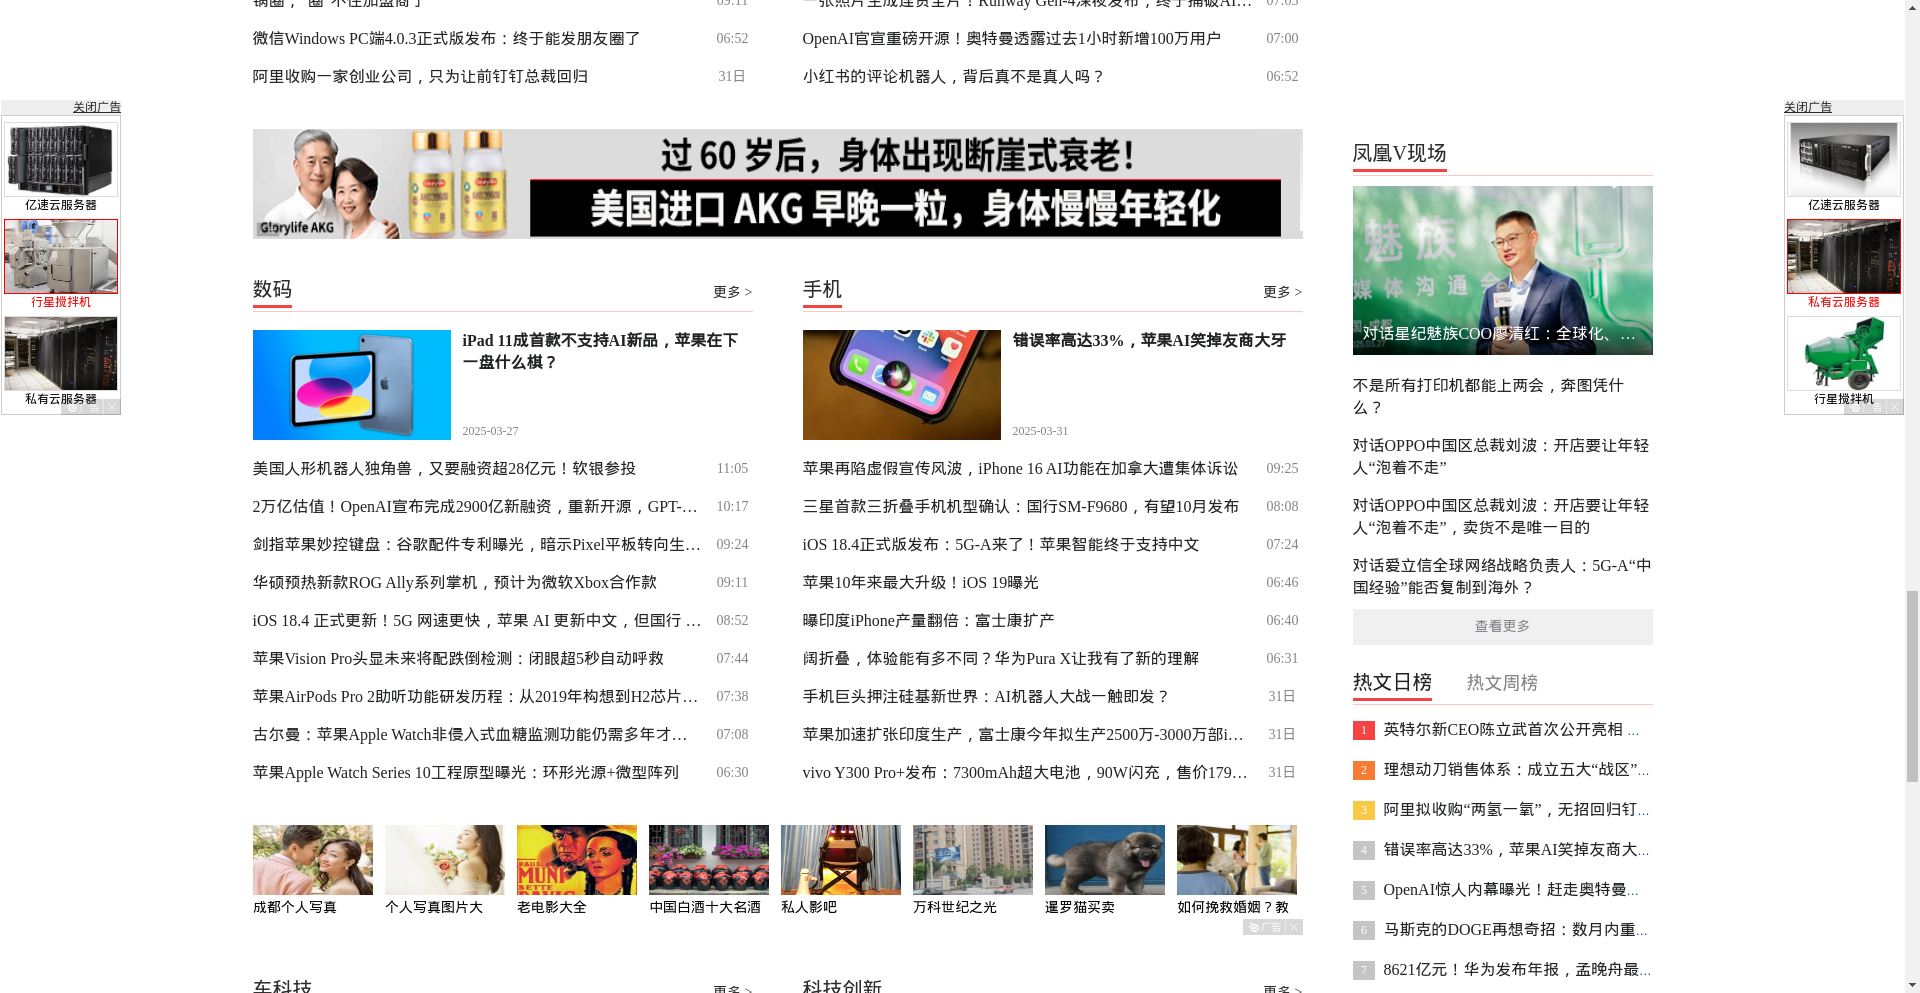 锅圈，“圈”不住加盟商了
09:11
微信Windows PC端4.0.3正式版发布：终于能发朋友圈了
06:52
阿里收购一家创业公司，只为让前钉钉总裁回归
31日
一张照片生成连贯全片！Runway Gen-4深夜发布，终于捅破AI…
07:03
OpenAI官宣重磅开源！奥特曼透露过去1小时新增100万用户
07:00
小红书的评论机器人，背后真不是真人吗？
06:52
关闭广告
亿速云服务器
行星搅拌机
私有云服务器
广告
过 60 岁后，身体出现断崖式衰老！
美国进口 AKG 早晚一粒，身体慢慢年轻化
Glorylife AKG
数码
更多 >
iPad 11成首款不支持AI新品，苹果在下
一盘什么棋？
2025-03-27
美国人形机器人独角兽，又要融资超28亿元！软银参投
11:05
2万亿估值！OpenAI宣布完成2900亿新融资，重新开源，GPT-…
10:17
剑指苹果妙控键盘：谷歌配件专利曝光，暗示Pixel平板转向生…
09:24
华硕预热新款ROG Ally系列掌机，预计为微软Xbox合作款
09:11
iOS 18.4 正式更新！5G 网速更快，苹果 AI 更新中文，但国行 …
08:52
苹果Vision Pro头显未来将配跌倒检测：闭眼超5秒自动呼救
07:44
苹果AirPods Pro 2助听功能研发历程：从2019年构想到H2芯片…
07:38
古尔曼：苹果Apple Watch非侵入式血糖监测功能仍需多年才…
07:08
苹果Apple Watch Series 10工程原型曝光：环形光源+微型阵列
06:30
手机
更多 >
错误率高达33%，苹果AI笑掉友商大牙
2025-03-31
苹果再陷虚假宣传风波，iPhone 16 AI功能在加拿大遭集体诉讼
09:25
三星首款三折叠手机机型确认：国行SM-F9680，有望10月发布
08:08
iOS 18.4正式版发布：5G-A来了！苹果智能终于支持中文
07:24
苹果10年来最大升级！iOS 19曝光
06:46
曝印度iPhone产量翻倍：富士康扩产
06:40
阔折叠，体验能有多不同？华为Pura X让我有了新的理解
06:31
手机巨头押注硅基新世界：AI机器人大战一触即发？
31日
苹果加速扩张印度生产，富士康今年拟生产2500万-3000万部i…
31日
vivo Y300 Pro+发布：7300mAh超大电池，90W闪充，售价179…
31日
PAUL
MUNI
BETTE
DAVIS
成都个人写真
个人写真图片大
老电影大全
中国白酒十大名酒
私人影吧
万科世纪之光
暹罗猫买卖
如何挽救婚姻？教
广告
车科技
更多 >
科技创新
更多 >
凤凰V现场
魅族
媒体沟通会
对话星纪魅族COO廖清红：全球化、…
不是所有打印机都能上两会，奔图凭什
么？
对话OPPO中国区总裁刘波：开店要让年轻
人“泡着不走”
对话OPPO中国区总裁刘波：开店要让年轻
人“泡着不走”，卖货不是唯一目的
对话爱立信全球网络战略负责人：5G-A“中
国经验”能否复制到海外？
查看更多
热文日榜
热文周榜
1
英特尔新CEO陈立武首次公开亮相 ...
2
理想动刀销售体系：成立五大“战区”...
3
阿里拟收购“两氢一氧”，无招回归钉...
4
错误率高达33%，苹果AI笑掉友商大...
5
OpenAI惊人内幕曝光！赶走奥特曼...
6
马斯克的DOGE再想奇招：数月内重...
7
8621亿元！华为发布年报，孟晚舟最...
关闭广告
亿速云服务器
私有云服务器
行星搅拌机
广告